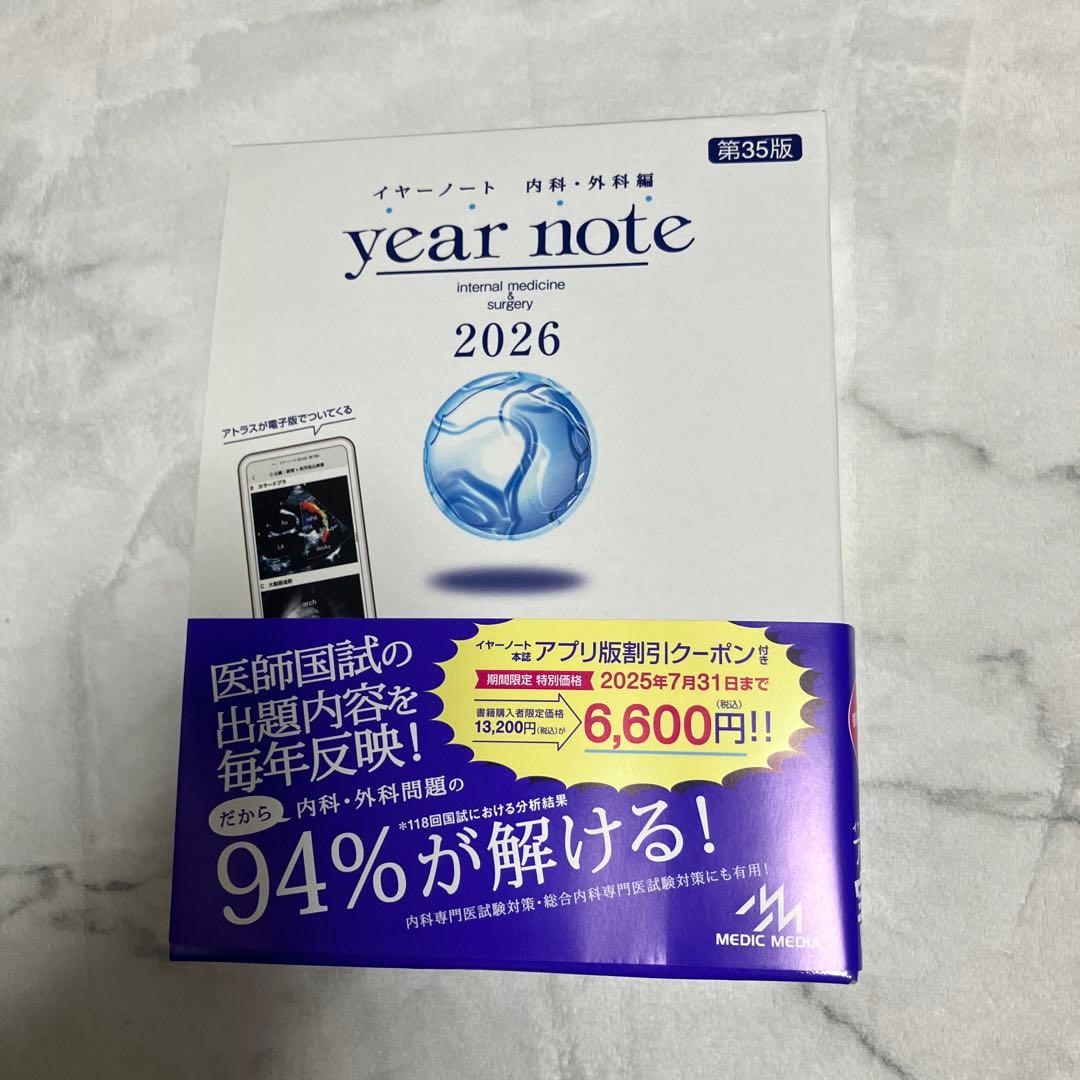 第35版
イヤーノート 内科・外科編
year note
internal medicine
&
surgery
2026
アトラスが電子版でついてくる
B カラードプラ
Ao
mPA
LA
desAo
C 大動脈造影
arch
医師国試の
出題内容を
毎年反映!
だから 内科・外科問題の
*118回国試における分析結果
94%が解ける!
内科専門医試験対策・総合内科専門医試験対策にも有用!
イヤーノート本誌 アプリ版割引クーポン付き
期間限定 特別価格 2025年7月31日まで
書籍購入者限定価格
13,200円(税込)が
6,600円!!(税込)
MEDIC MEDIA